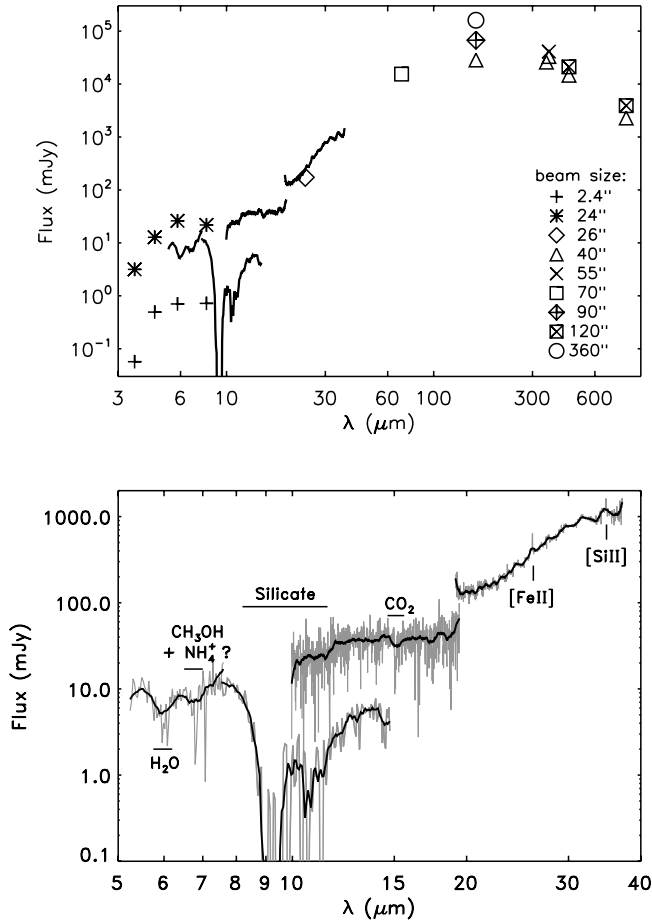 10^5
10^4
10^3
10^2
10^1
10^0
10^-1
Flux (mJy)
beam size:
2.4"
24"
26"
40"
55"
70"
90"
120"
360"
3 6 10 30 60 100 300 600
λ (μm)
1000.0
100.0
10.0
1.0
0.1
Flux (mJy)
[SiII]
[FeII]
Silicate
CO₂
CH₃OH
+ NH₄⁺ ?
H₂O
5 6 7 8 9 10 15 20 30 40
λ (μm)